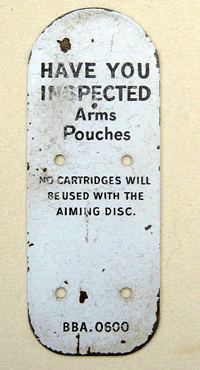 HAVE YOU
INSPECTED
Arms
Pouches
NO CARTRIDGES WILL
BE USED WITH THE
AIMING DISC.
BBA.0600